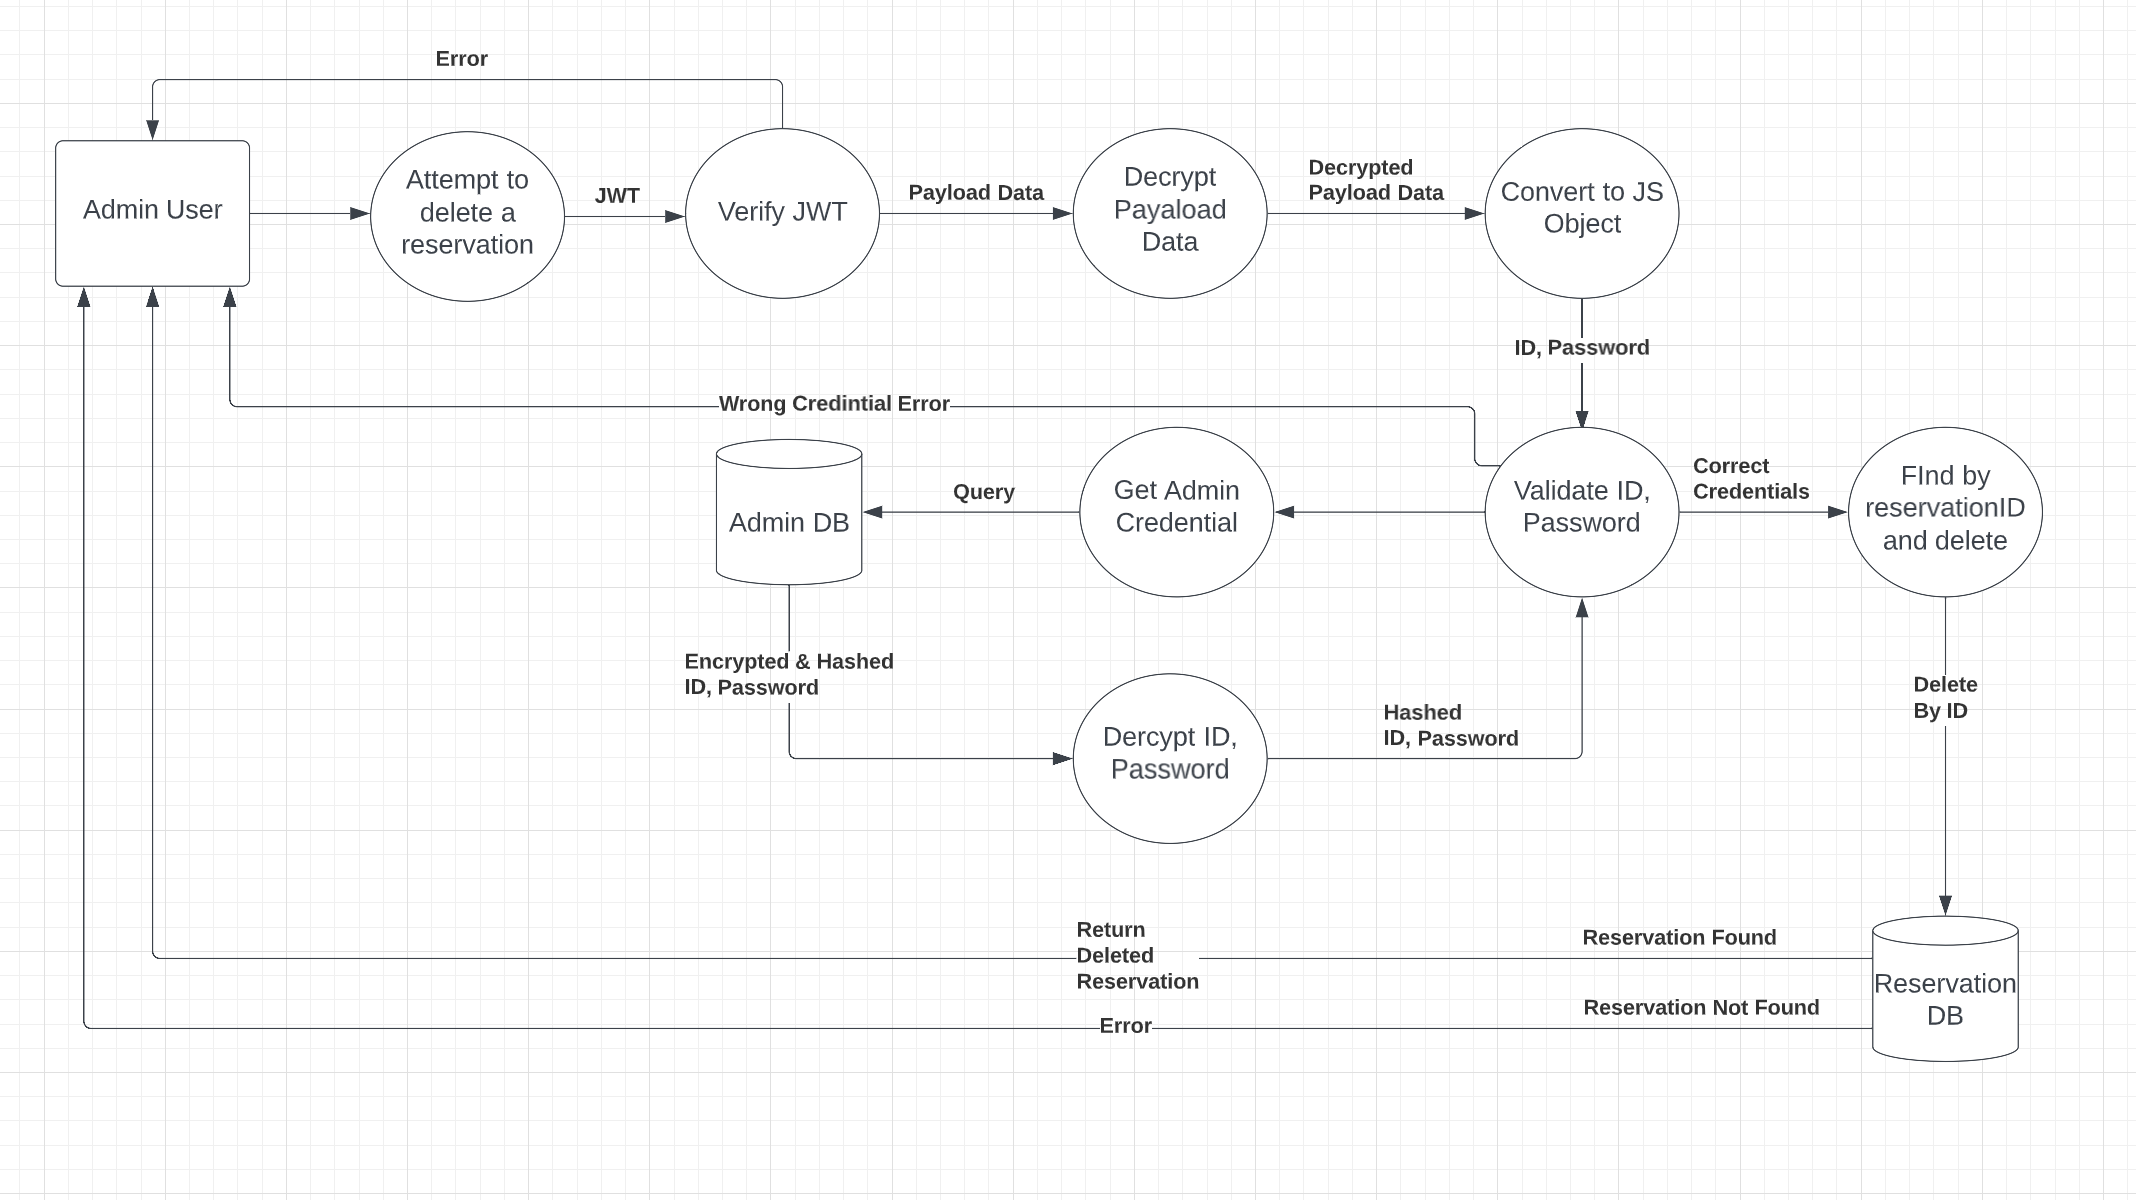 Error
Admin User
Attempt to
delete a
reservation
JWT
Verify JWT
Payload Data
Decrypt
Payaload
Data
Decrypted
Payload Data
Convert to JS
Object
ID, Password
Wrong Credintial Error
Admin DB
Query
Get Admin
Credential
Validate ID,
Password
Correct
Credentials
FInd by
reservationID
and delete
Encrypted & Hashed
ID, Password
Dercypt ID,
Password
Hashed
ID, Password
Delete
By ID
Return
Deleted
Reservation
Reservation Found
Reservation
DB
Reservation Not Found
Error